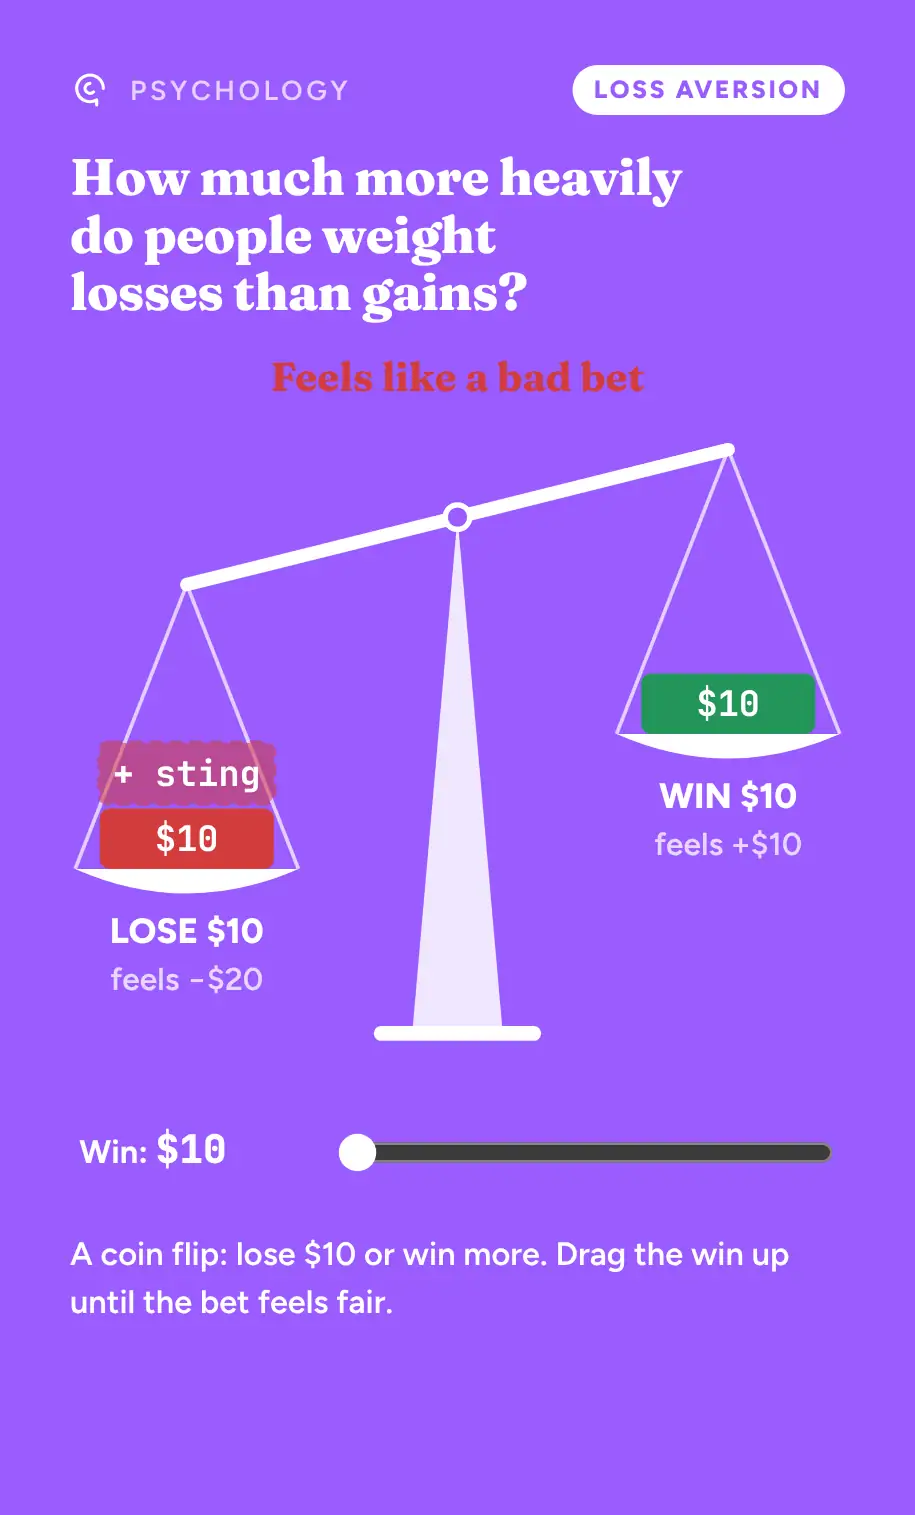 PSYCHOLOGY
LOSS AVERSION
How much more heavily
do people weight
losses than gains?
Feels like a bad bet
$10
WIN $10
feels +$10
+ sting
$10
LOSE $10
feels −$20
Win: $10
A coin flip: lose $10 or win more. Drag the win up
until the bet feels fair.